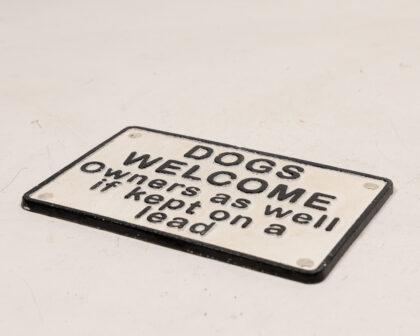 DOGS
WELCOME
Owners as well
if kept on a
lead